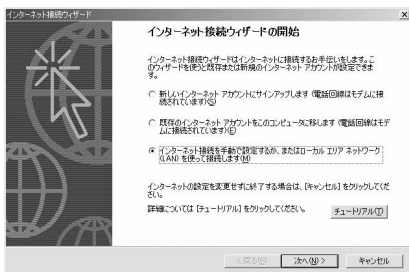 インターネット接続ウィザード
インターネット接続ウィザードの開始
インターネット接続ウィザードはインターネットに接続するお手伝いをします。こ
のウィザードを使うと既存または新規のインターネット アカウントが設定できま
す。
新しいインターネット アカウントにサインアップします (電話回線はモデムに接
続されています)(S)
既存のインターネット アカウントをこのコンピュータに移します (電話回線はモデ
ムに接続されています)(E)
インターネット接続を手動で設定するか、またはローカル エリア ネットワーク
(LAN) を使って接続します(M)
インターネットの設定を変更せずに終了する場合は、[キャンセル] をクリックしてくだ
さい。
詳細については [チュートリアル] をクリックしてください。
チュートリアル(T)
< 戻る(B)
次へ(N) >
キャンセル